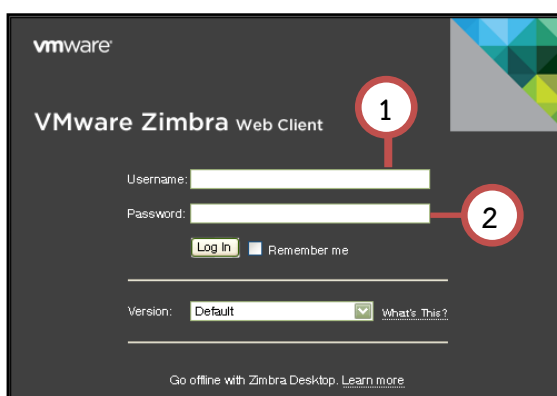 vmware
1
VMware Zimbra Web Client
Username:
Password:
2
Log In Remember me
Version: Default What's This?
Go offline with Zimbra Desktop. Learn more